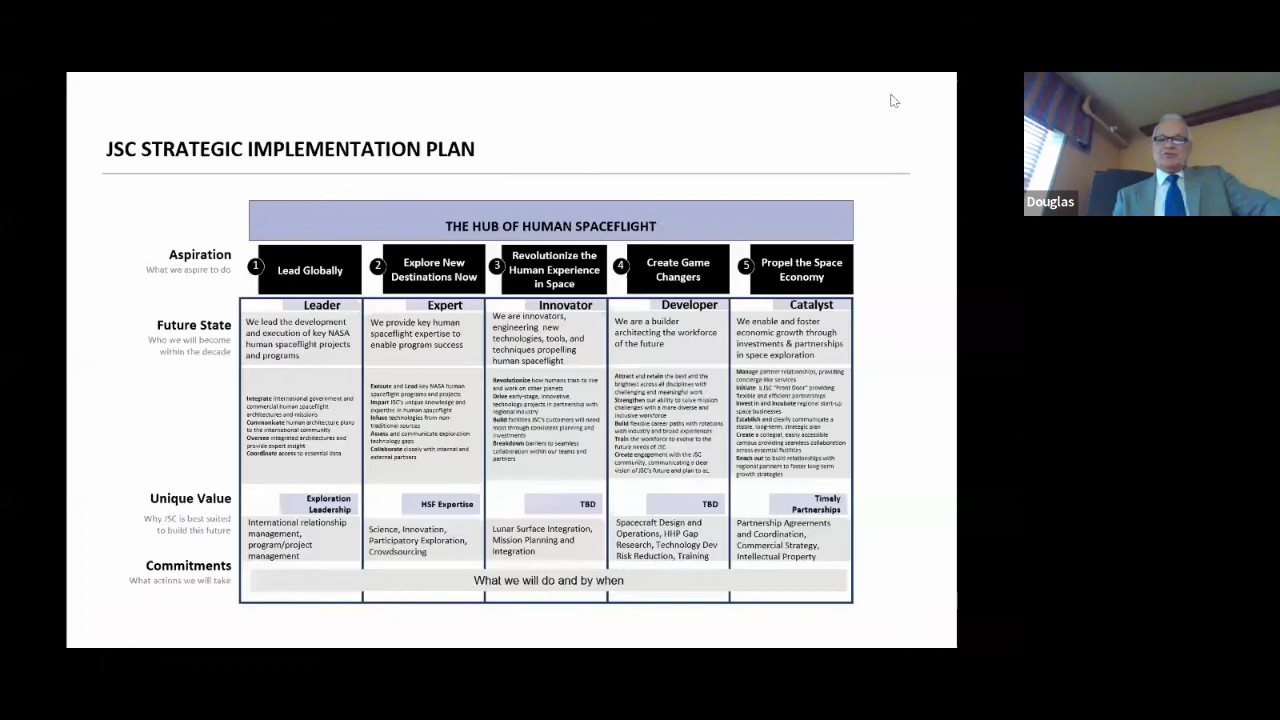 JSC STRATEGIC IMPLEMENTATION PLAN
Douglas
THE HUB OF HUMAN SPACEFLIGHT
Aspiration
What we aspire to do
1
Lead Globally
2
Explore New
Destinations Now
3
Revolutionize the
Human Experience
in Space
4
Create Game
Changers
5
Propel the Space
Economy
Future State
Who we will become
within the decade
Leader
We lead the development
and execution of key NASA
human spaceflight projects
and programs
Expert
We provide key human
spaceflight expertise to
enable program success
Innovator
We are innovators,
engineering new
technologies, tools, and
techniques propelling
human spaceflight
Developer
We are a builder
architecting the workforce
of the future
Catalyst
We enable and foster
economic growth through
investments & partnerships
in space exploration
Integrate international government and
commercial human spaceflight
architectures and missions
Communicate human architecture plans
to the international community
Oversee integrated architectures and
provide expert insight
Coordinate access to essential data
Execute and Lead key NASA human
spaceflight programs and projects
Impart JSC's unique knowledge and
expertise in human spaceflight
Infuse technologies from non-
traditional sources
Assess and communicate exploration
technology gaps
Collaborate closely with internal and
external partners
Revolutionize how humans train to live
and work on other planets
Drive early-stage, innovative,
technology projects in partnership with
regional industry
Build facilities JSC's customers will need
most through consistent planning and
investments
Breakdown barriers to seamless
collaboration within our teams and
partners
Attract and retain the best and the
brightest across all disciplines with
challenging and meaningful work
Strengthen our ability to solve mission
challenges with a more diverse and
inclusive workforce
Build flexible career paths with rotations
with industry and broad experiences
Train the workforce to evolve to the
future needs of JSC
Create engagement with the JSC
community, communicating a clear
vision of JSC's future and plan to
Manage partner relationships, providing
concierge-like services
Initiate a JSC "Front Door" providing
flexible and efficient partnerships
Invest in and Incubate regional start-up
space businesses
Establish and clearly communicate a
stable, long-term, strategic plan
Create a collegial, easily accessible
campus providing seamless collaboration
across essential facilities
Reach out to build relationships with
regional partners to foster long-term
growth strategies
Unique Value
Why JSC is best suited
to build this future
Exploration
Leadership
International relationship
management,
program/project
management
HSF Expertise
Science, Innovation,
Participatory Exploration,
Crowdsourcing
TBD
Lunar Surface Integration,
Mission Planning and
Integration
TBD
Spacecraft Design and
Operations, HHP Gap
Research, Technology Dev
Risk Reduction, Training
Timely
Partnerships
Partnership Agreements
and Coordination,
Commercial Strategy,
Intellectual Property
Commitments
What actions we will take
What we will do and by when